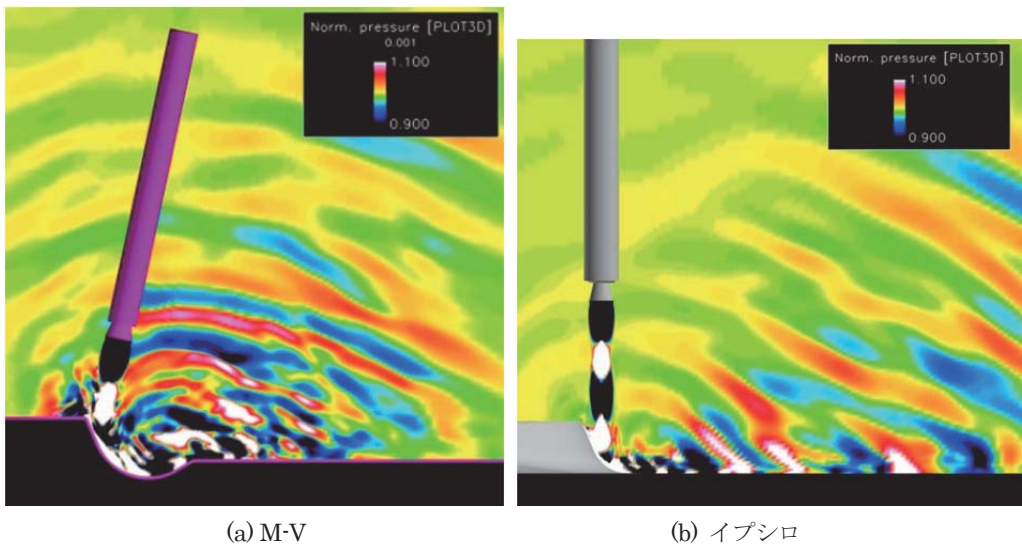 Norm. pressure [PLOT3D]
0.001
1.100
0.900
Norm. pressure [PLOT3D]
1.100
0.900
(a) M-V
(b) イプシロ